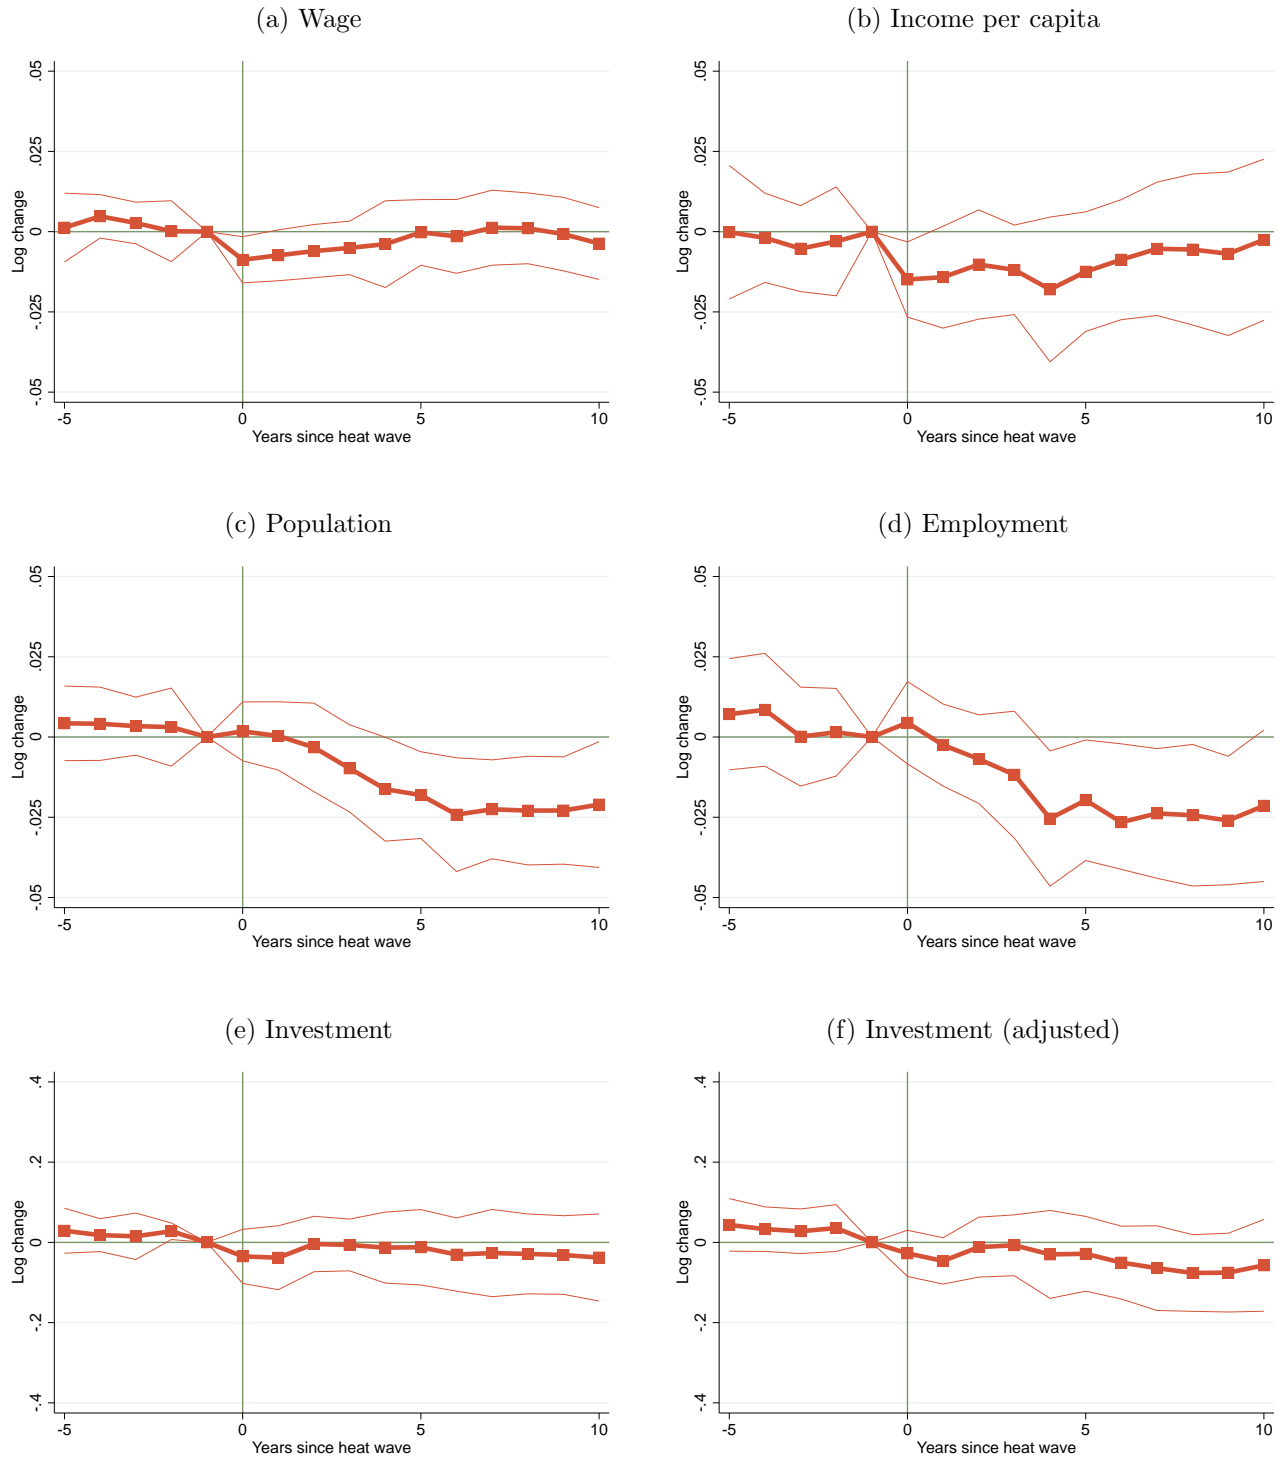 (a) Wage
.05
.025
0
-.025
-.05
Log change
-5 0 5 10
Years since heat wave
(b) Income per capita
.05
.025
0
-.025
-.05
Log change
-5 0 5 10
Years since heat wave
(c) Population
.05
.025
0
-.025
-.05
Log change
-5 0 5 10
Years since heat wave
(d) Employment
.05
.025
0
-.025
-.05
Log change
-5 0 5 10
Years since heat wave
(e) Investment
.4
.2
0
-.2
-.4
Log change
-5 0 5 10
Years since heat wave
(f) Investment (adjusted)
.4
.2
0
-.2
-.4
Log change
-5 0 5 10
Years since heat wave